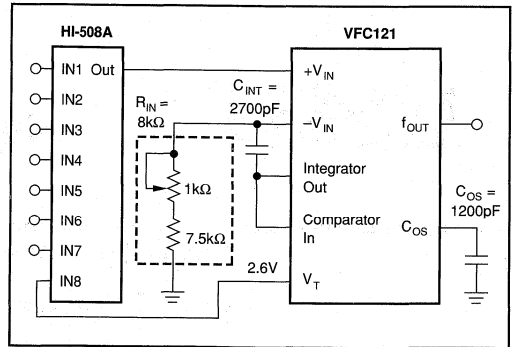 HI-508A
VFC121
IN1 Out
IN2
IN3
IN4
IN5
IN6
IN7
IN8
R_IN =
8kΩ
1kΩ
7.5kΩ
C_INT =
2700pF
2.6V
+V_IN
–V_IN
f_OUT
Integrator
Out
Comparator
In
C_OS
V_T
C_OS =
1200pF